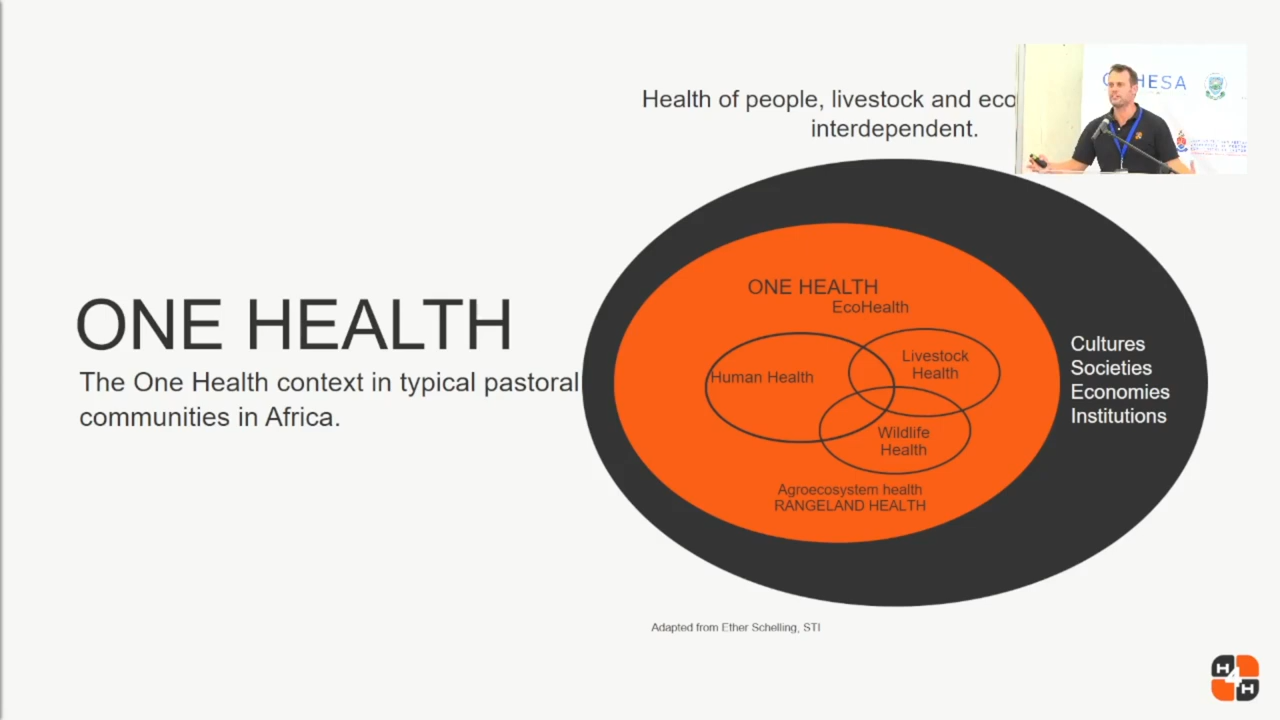 Health of people, livestock and eco
interdependent.
HESA
ONE HEALTH
The One Health context in typical pastoral
communities in Africa.
ONE HEALTH
EcoHealth
Human Health
Livestock
Health
Wildlife
Health
Agroecosystem health
RANGELAND HEALTH
Cultures
Societies
Economies
Institutions
Adapted from Ether Schelling, STI
H4H